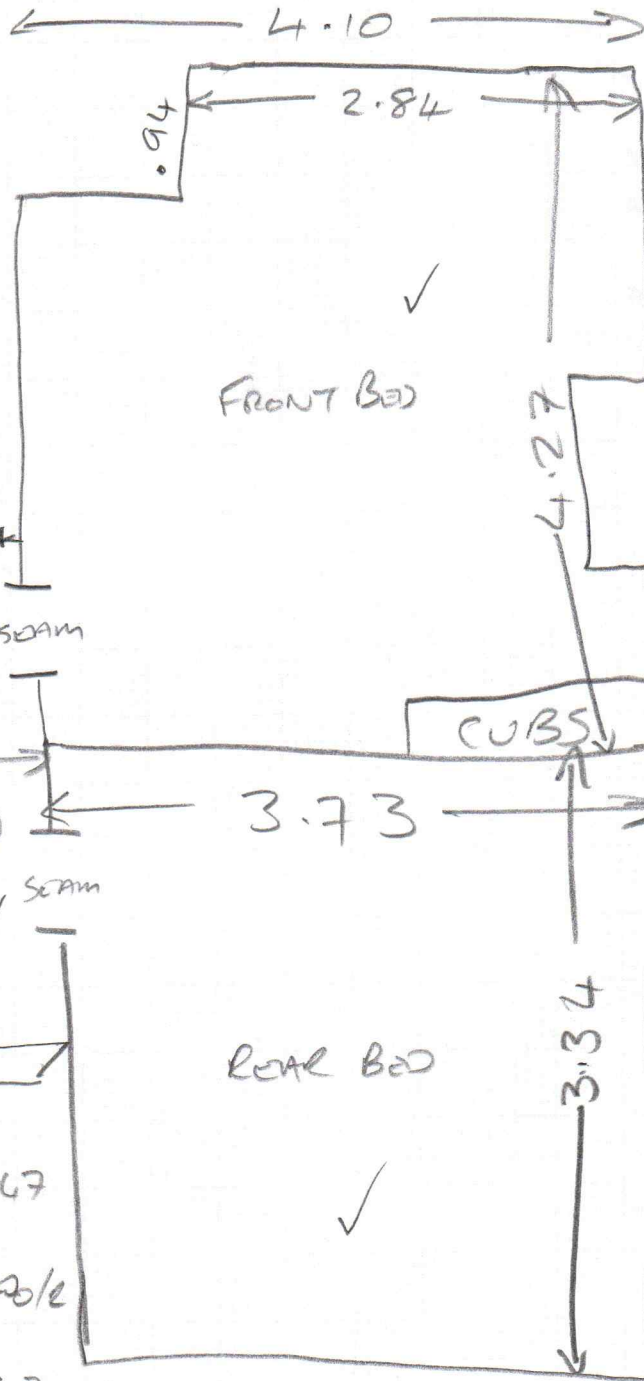 4.10
2.84
.94
FRONT BED
4.27
SEAM
CUBS
3.73
SEAM
REAR BED
3.34